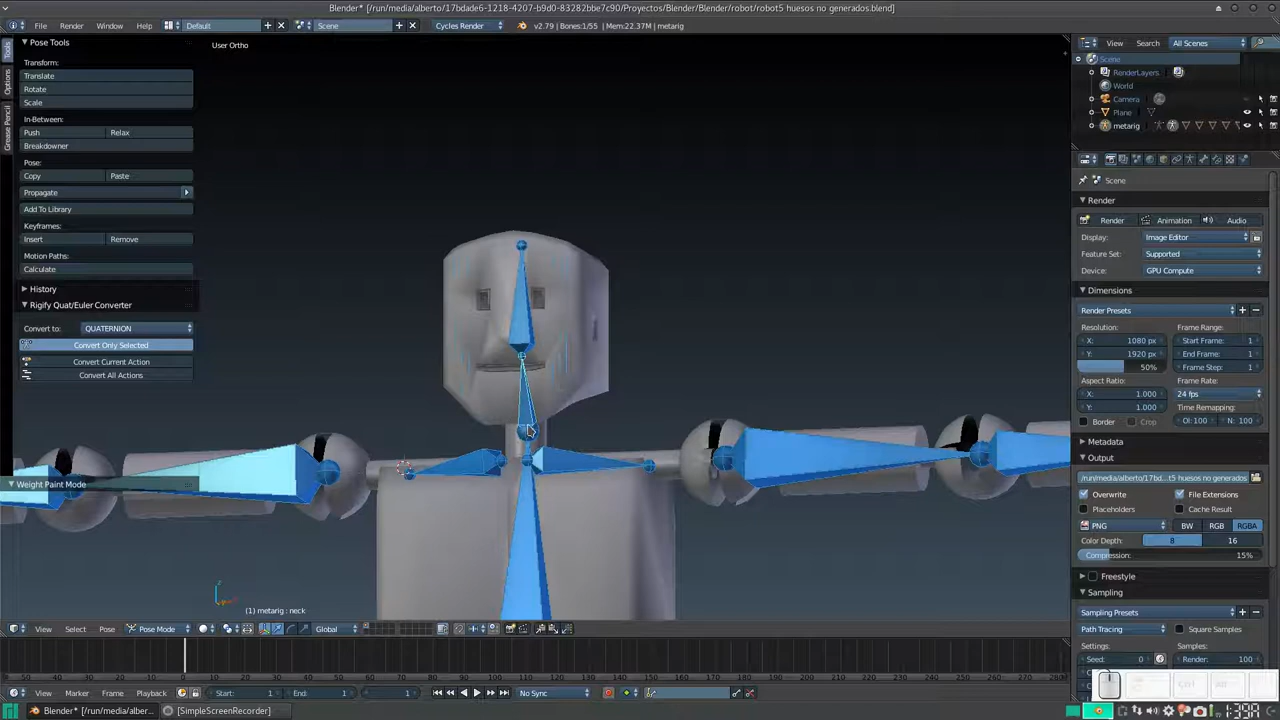 Blender* [/run/media/alberto/17bdade6-1218-4207-b9d0-83282bbe7c90/Proyectos/Blender/Blender/robot/robot5 huesos no generados.blend]
File Render Window Help Default Scene Cycles Render v2.79 | Bones:1/55 | Mem:22.37M | metarig
Tools
Options
Grease Pencil
Pose Tools
Transform:
Translate
Rotate
Scale
In-Between:
Push Relax
Breakdowner
Pose:
Copy Paste
Propagate
Add To Library
Keyframes:
Insert Remove
Motion Paths:
Calculate
History
Rigify Quat/Euler Converter
Convert to: QUATERNION
Convert Only Selected
Convert Current Action
Convert All Actions
Weight Paint Mode
User Ortho
(1) metarig : neck
View Select Pose Pose Mode Global
View Marker Frame Playback Start: 1 End: 1 1 No Sync
Blender* [/run/media/alberto/17... [SimpleScreenRecorder]
View Search All Scenes
Scene
RenderLayers
World
Camera
Plane
metarig
Scene
Render
Render Animation Audio
Display: Image Editor
Feature Set: Supported
Device: GPU Compute
Dimensions
Render Presets
Resolution: Frame Range:
X: 1080 px Start Frame: 1
Y: 1920 px End Frame: 1
50% Frame Step: 1
Aspect Ratio: Frame Rate:
X: 1.000 24 fps
Y: 1.000 Time Remapping:
Border Crop Ol: 100 N: 100
Metadata
Output
/run/media/alberto/17bd...t5 huesos no generados
Overwrite File Extensions
Placeholders Cache Result
PNG BW RGB RGBA
Color Depth: 8 16
Compression: 15%
Freestyle
Sampling
Sampling Presets
Path Tracing Square Samples
Settings: Samples:
Seed: 0 Render: 100
Ctrl Alt